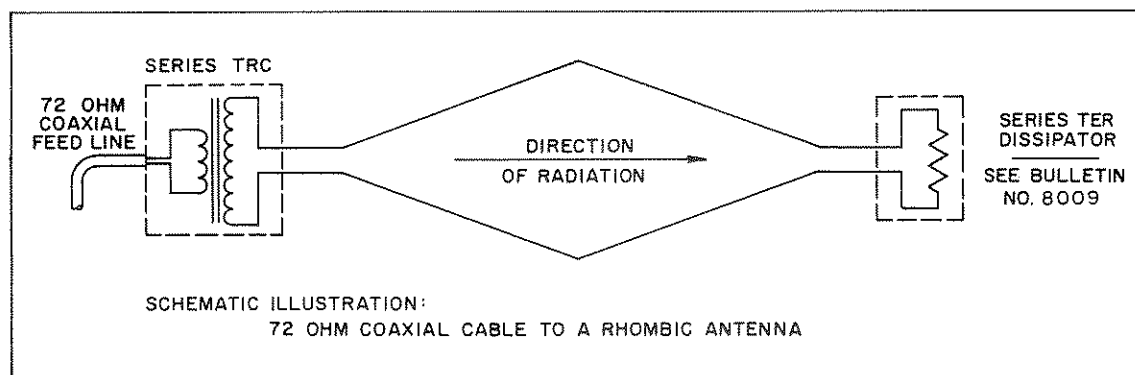 SERIES TRC
72 OHM
COAXIAL
FEED LINE
DIRECTION
OF RADIATION
SERIES TER
DISSIPATOR
SEE BULLETIN
NO. 8009
SCHEMATIC ILLUSTRATION:
72 OHM COAXIAL CABLE TO A RHOMBIC ANTENNA